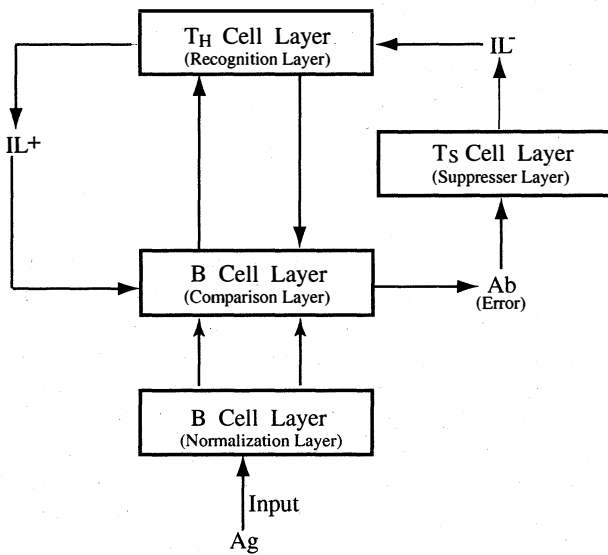 TH Cell Layer
(Recognition Layer)
IL-
IL+
Ts Cell Layer
(Suppresser Layer)
B Cell Layer
(Comparison Layer)
Ab
(Error)
B Cell Layer
(Normalization Layer)
Input
Ag